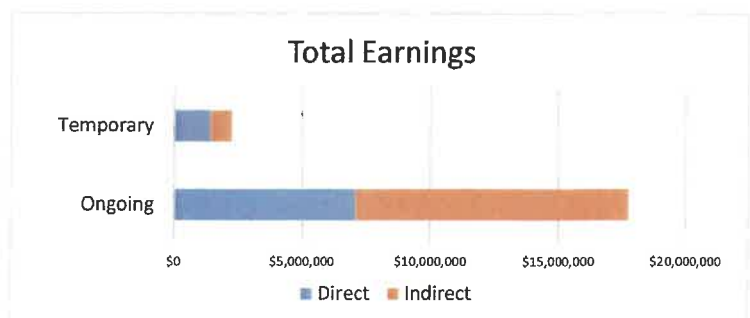 Total Earnings
Temporary
Ongoing
$0 $5,000,000 $10,000,000 $15,000,000 $20,000,000
Direct Indirect